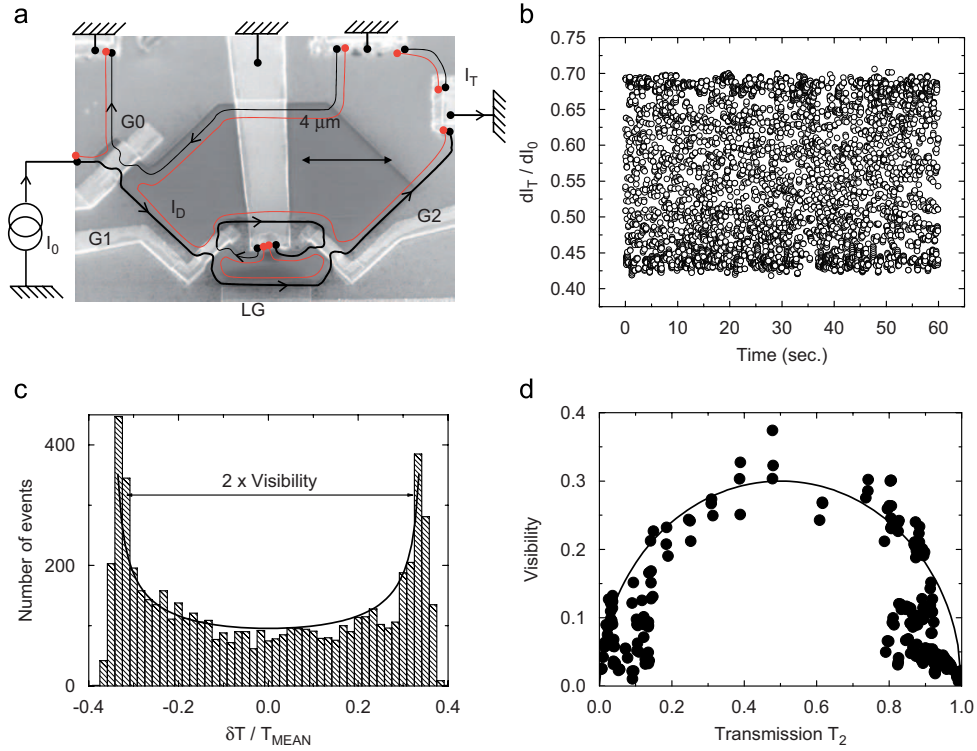 a
I_T
G0
4 μm
I_D
G2
G1
I_0
LG
b
0.75
0.70
0.65
0.60
0.55
0.50
0.45
0.40
dI_T / dI_0
0 10 20 30 40 50 60
Time (sec.)
c
400
200
0
Number of events
2 x Visibility
-0.4 -0.2 0.0 0.2 0.4
δT / T_MEAN
d
0.4
0.3
0.2
0.1
0.0
Visibility
0.0 0.2 0.4 0.6 0.8 1.0
Transmission T_2